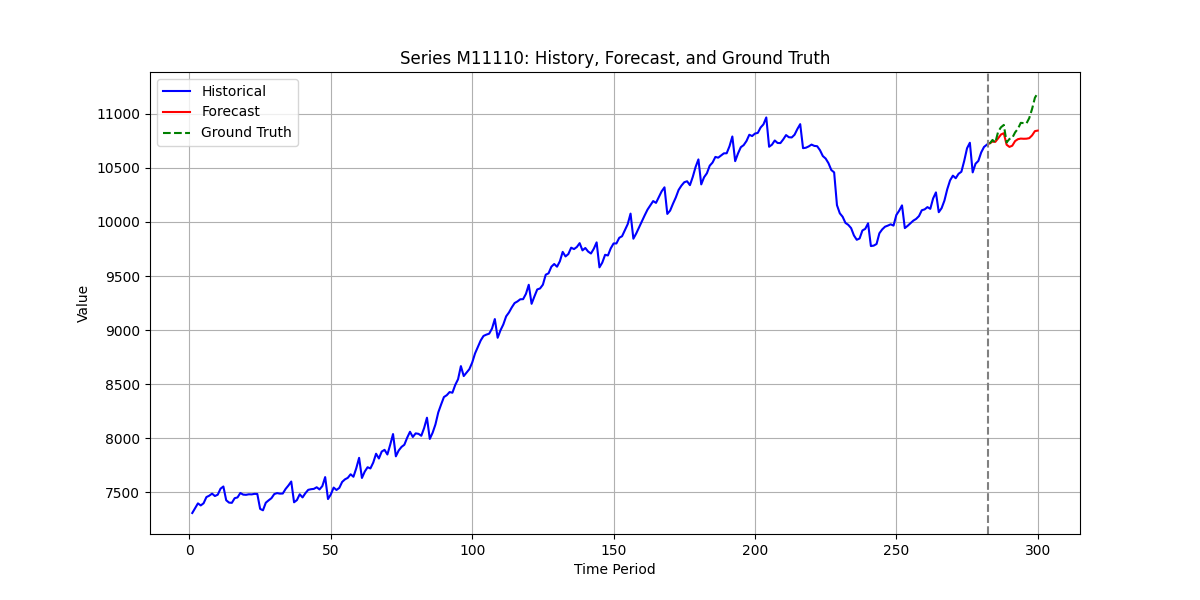 Series M11110: History, Forecast, and Ground Truth
Historical
Forecast
Ground Truth
11000
10500
10000
9500
9000
8500
8000
7500
Value
0 50 100 150 200 250 300
Time Period